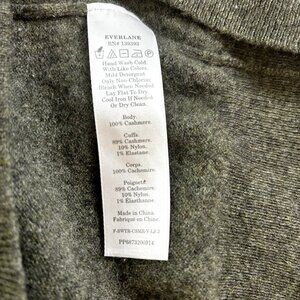 EVERLANE
RN# 139393
Hand Wash Cold.
With Like Colors.
Mild Detergent
Only Non-Chlorine
Bleach When Needed
Lay Flat To Dry.
Cool Iron If Needed
Or Dry Clean.
Body:
100% Cashmere.
Cuffs:
89% Cashmere.
10% Nylon.
1% Elastane.
Corps:
100% Cachemire.
Poignet:
89% Cachemire.
10% Nylon.
1% Elasthanne.
Made in China.
Fabriqué en Chine.